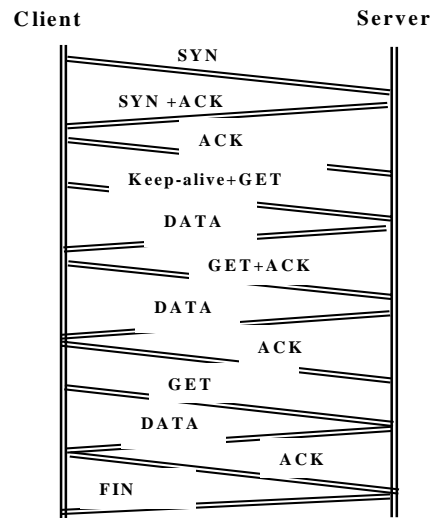 Client Server
SYN
SYN +ACK
ACK
Keep-alive+GET
DATA
GET+ACK
DATA
ACK
GET
DATA
ACK
FIN